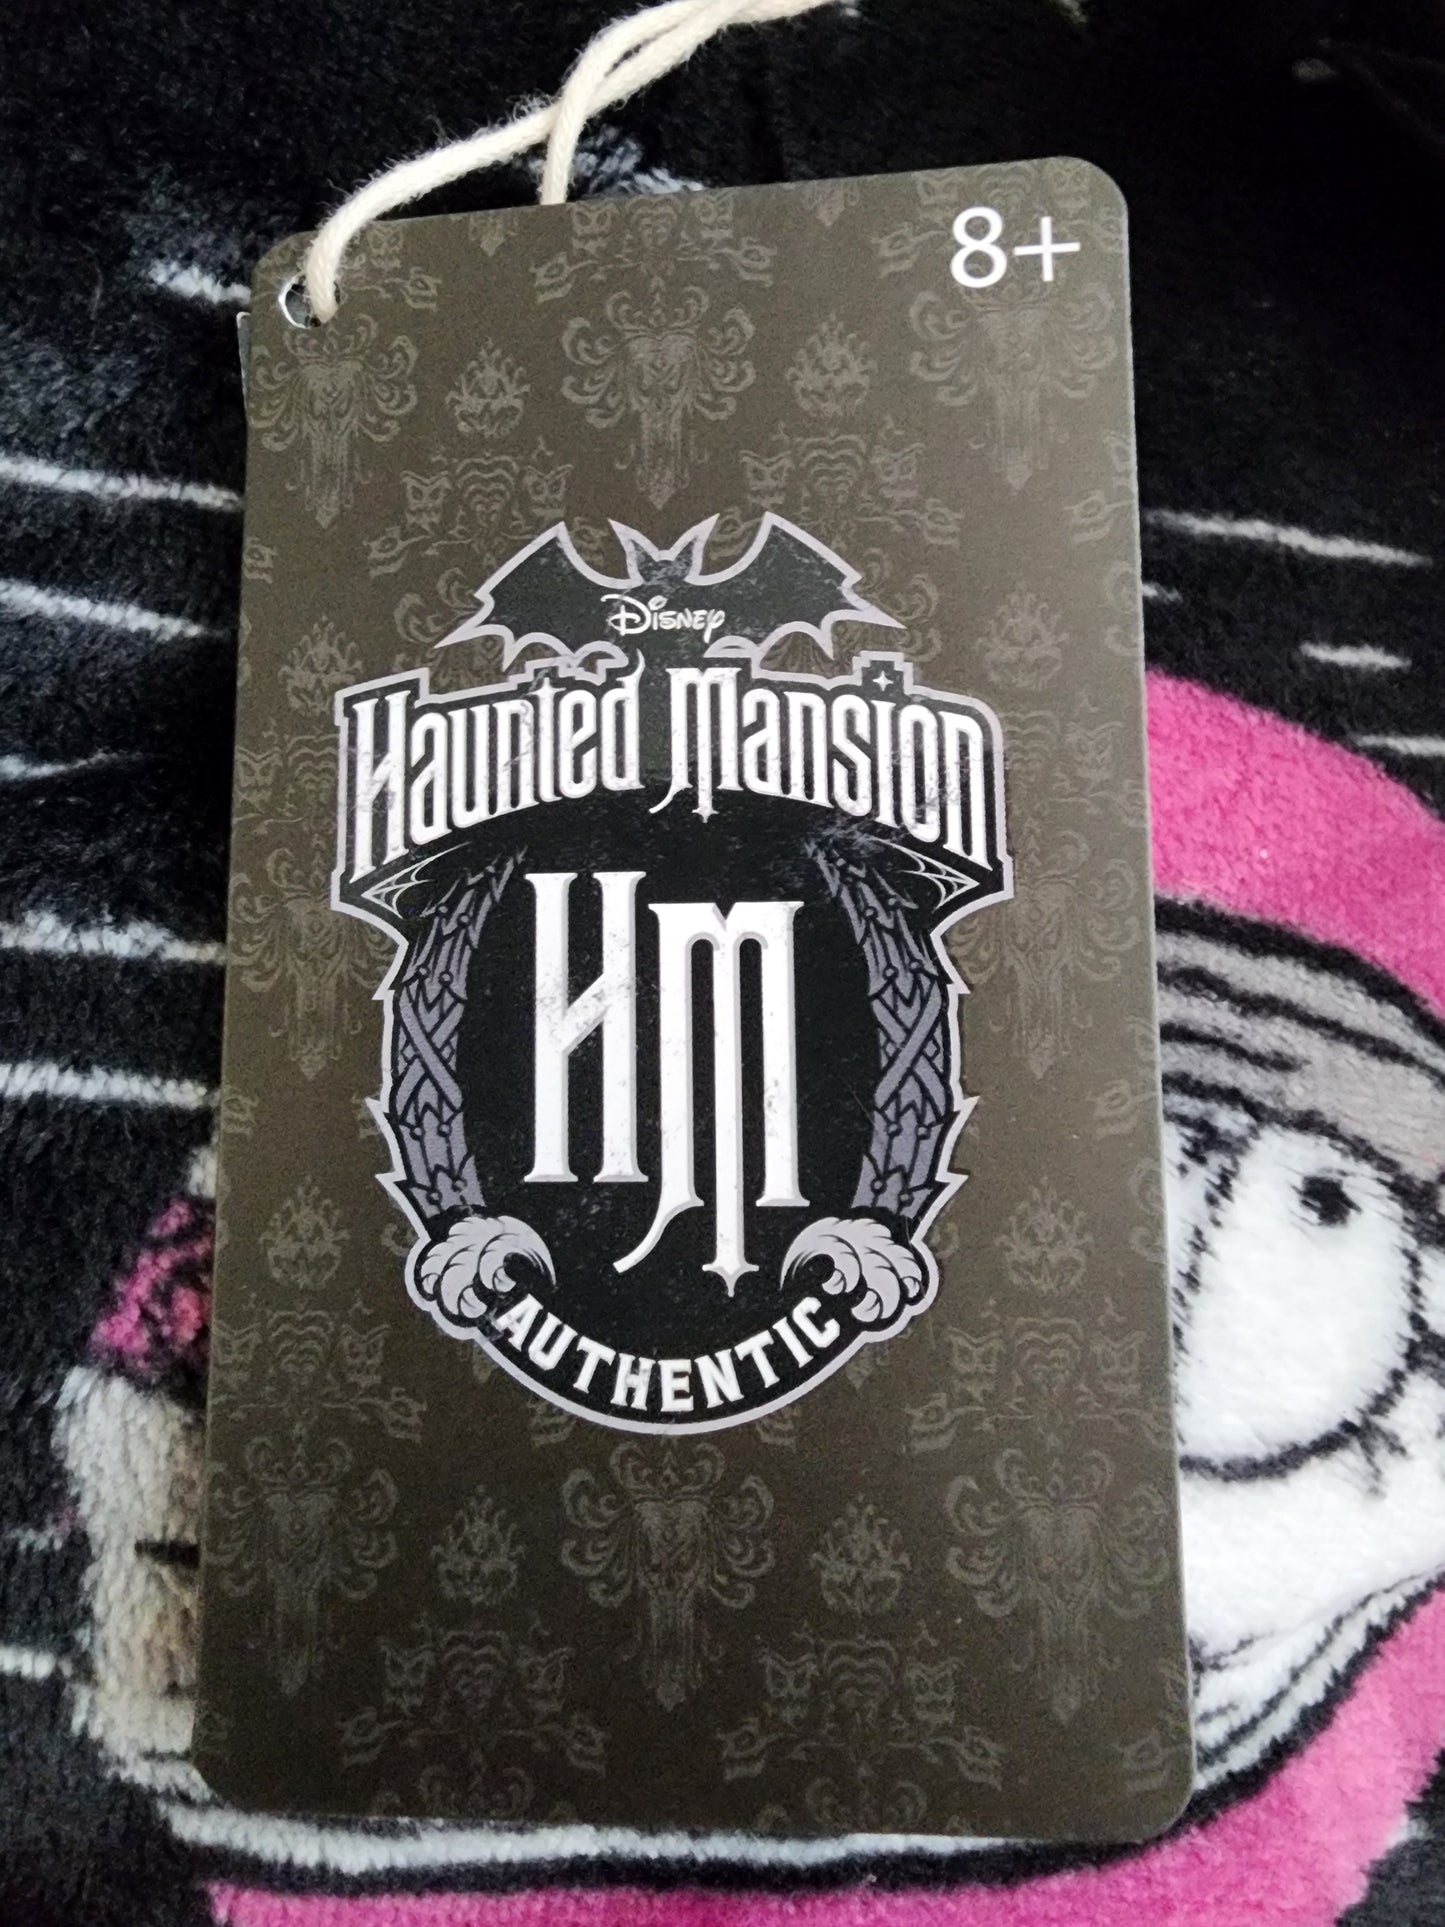 8+
Disney
Haunted Mansion
HM
AUTHENTIC